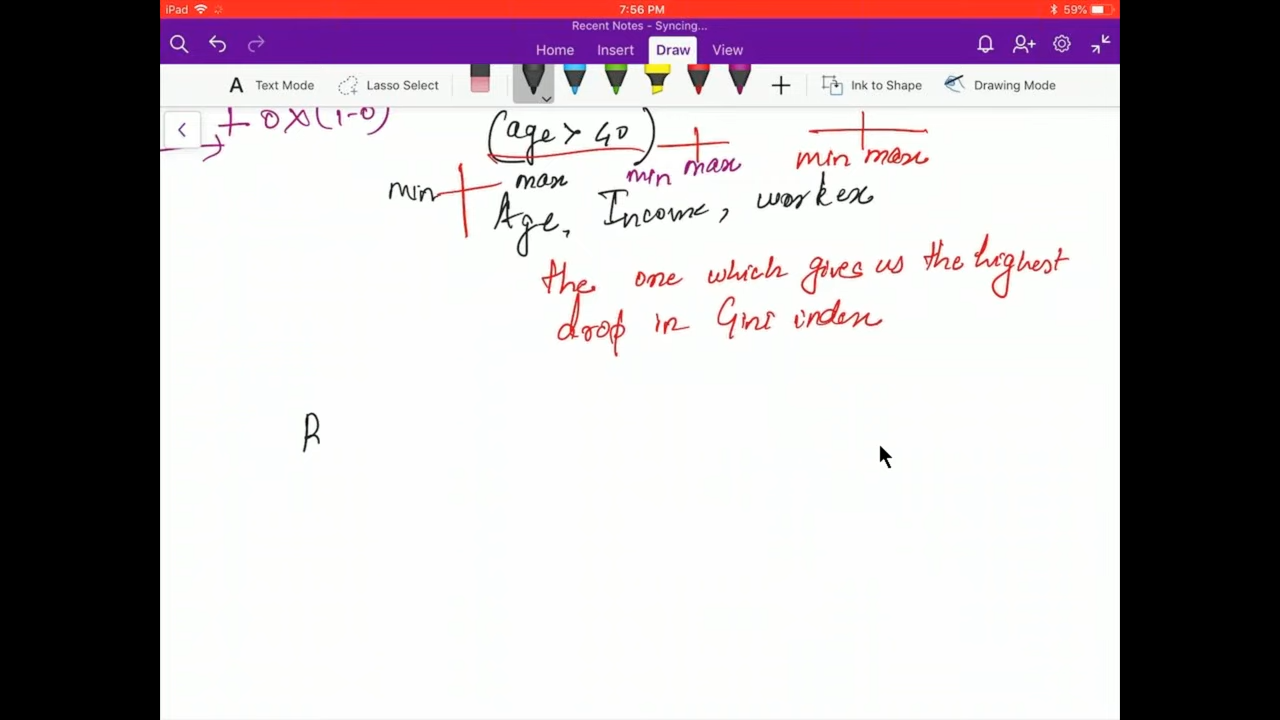 iPad 7:56 PM 59%
Recent Notes - Syncing...
Home Insert Draw View
A Text Mode Lasso Select + Ink to Shape Drawing Mode
+ 0 X (1-0)
(age > 40)
min max min max min max
Age, Income, workex
the one which gives us the highest
drop in Gini index
R